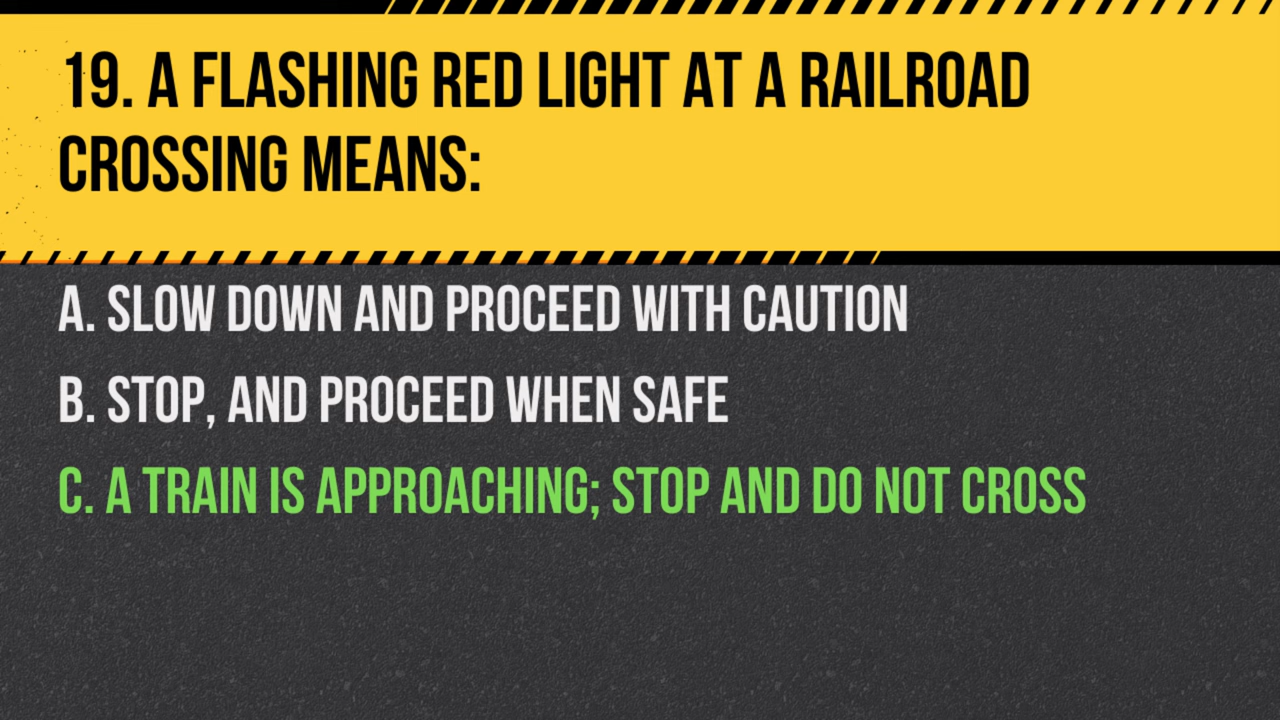 19. A FLASHING RED LIGHT AT A RAILROAD
CROSSING MEANS:
A. SLOW DOWN AND PROCEED WITH CAUTION
B. STOP, AND PROCEED WHEN SAFE
C. A TRAIN IS APPROACHING; STOP AND DO NOT CROSS